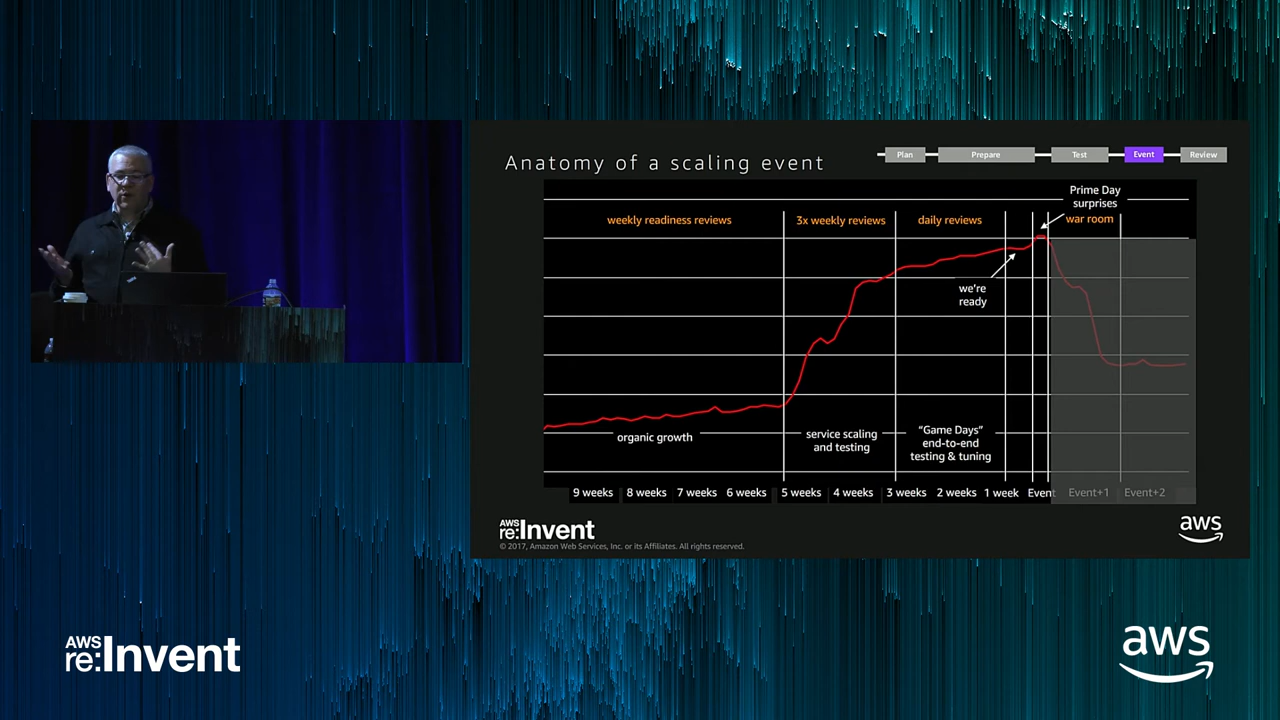 Anatomy of a scaling event
Plan
Prepare
Test
Event
Review
Prime Day
surprises
war room
weekly readiness reviews
3x weekly reviews
daily reviews
we're
ready
organic growth
service scaling
and testing
“Game Days”
end-to-end
testing & tuning
9 weeks
8 weeks
7 weeks
6 weeks
5 weeks
4 weeks
3 weeks
2 weeks
1 week
Event
Event+1
Event+2
AWS
re:Invent
© 2017, Amazon Web Services, Inc. or its Affiliates. All rights reserved.
aws
AWS
re:Invent
aws